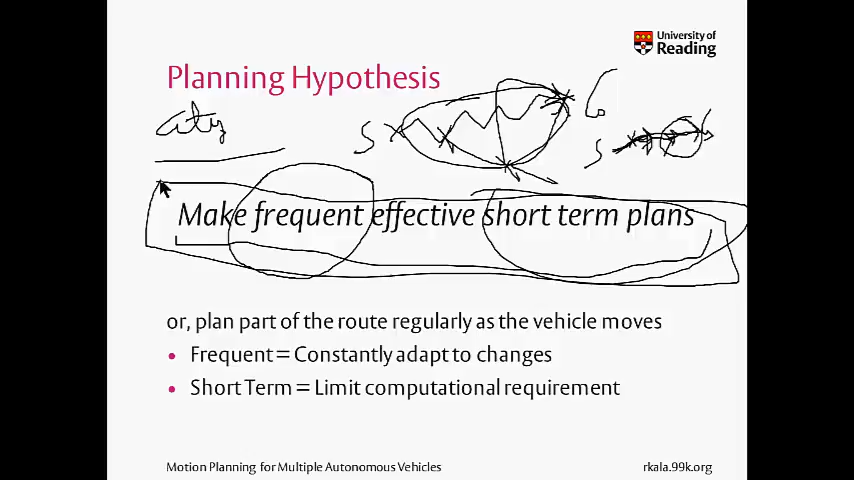 University of
Reading
Planning Hypothesis
city
S
G
S
Make frequent effective short term plans
or, plan part of the route regularly as the vehicle moves
• Frequent = Constantly adapt to changes
• Short Term = Limit computational requirement
Motion Planning for Multiple Autonomous Vehicles
rkala.99k.org